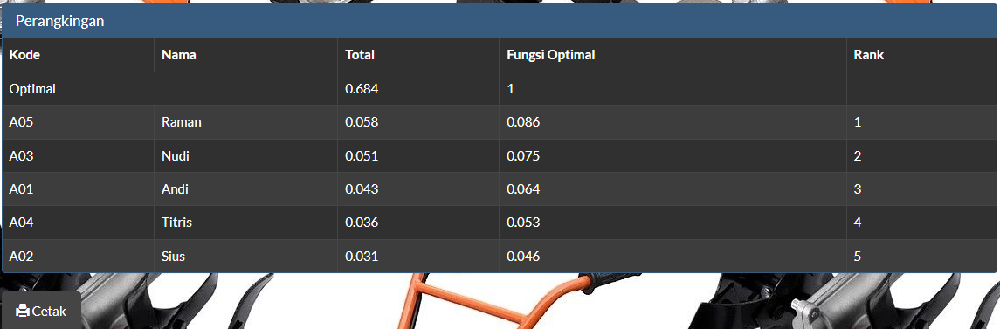 Perangkingan
Kode Nama Total Fungsi Optimal Rank
Optimal 0.684 1
A05 Raman 0.058 0.086 1
A03 Nudi 0.051 0.075 2
A01 Andi 0.043 0.064 3
A04 Titris 0.036 0.053 4
A02 Sius 0.031 0.046 5
Cetak